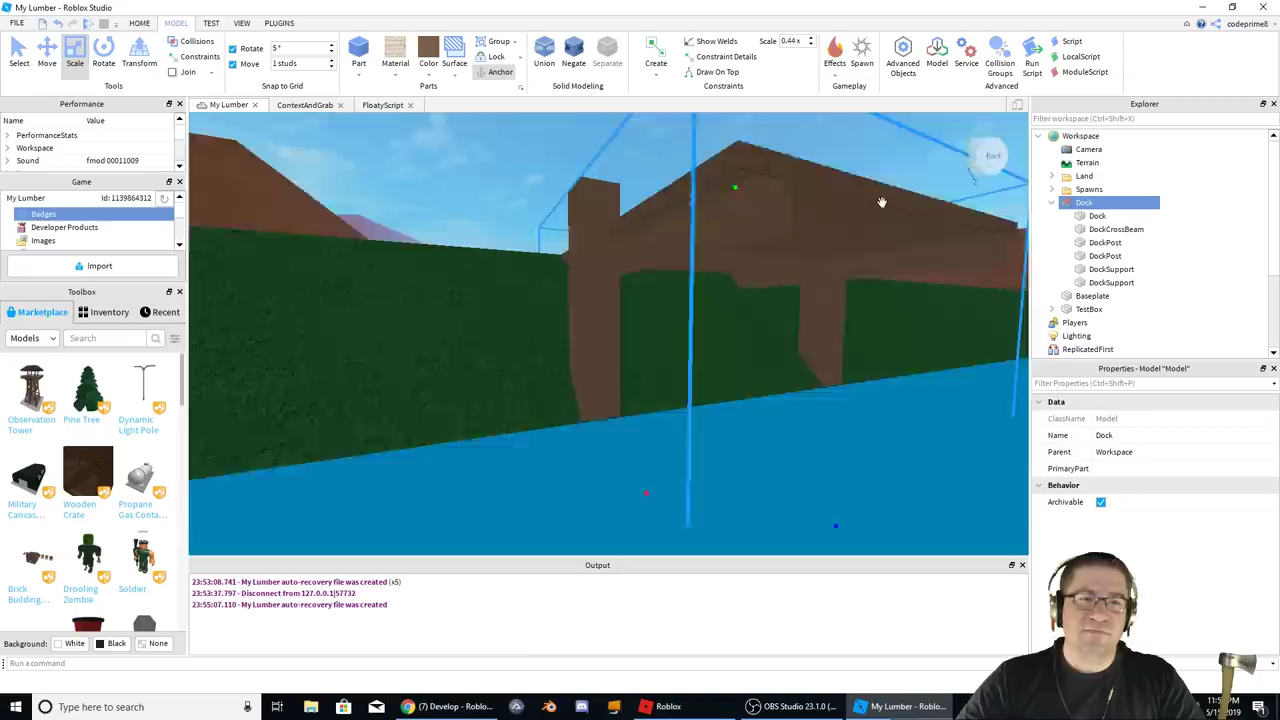 My Lumber - Roblox Studio
FILE HOME MODEL TEST VIEW PLUGINS codeprime8
Select Move Scale Rotate Transform
Collisions
Constraints
Join
Tools
Rotate 5°
Move 1 studs
Snap to Grid
Part Material Color Surface
Group
Lock
Anchor
Parts
Union Negate Separate
Solid Modeling
Create
Show Welds
Constraint Details
Draw On Top
Scale 0.44 x
Constraints
Effects Spawn
Gameplay
Advanced Objects
Model
Service
Collision Groups
Run Script
Script
LocalScript
ModuleScript
Advanced
Performance
Name Value
PerformanceStats
Workspace
Sound fmod 00011009
Game
My Lumber Id: 1139864312
Badges
Developer Products
Images
Import
Toolbox
Marketplace Inventory Recent
Models Search
Observation Tower
Pine Tree
Dynamic Light Pole
Military Canvas...
Wooden Crate
Propane Gas Conta...
Brick Building...
Drooling Zombie
Soldier
Background: White Black None
Run a command
My Lumber ContextAndGrab FloatyScript
Back
Output
23:53:08.741 - My Lumber auto-recovery file was created (x5)
23:53:37.797 - Disconnect from 127.0.0.1|57732
23:55:07.110 - My Lumber auto-recovery file was created
Explorer
Filter workspace (Ctrl+Shift+X)
Workspace
Camera
Terrain
Land
Spawns
Dock
Dock
DockCrossBeam
DockPost
DockPost
DockSupport
DockSupport
Baseplate
TestBox
Players
Lighting
ReplicatedFirst
Properties - Model "Model"
Filter Properties (Ctrl+Shift+P)
Data
ClassName Model
Name Dock
Parent Workspace
PrimaryPart
Behavior
Archivable
Type here to search
(7) Develop - Roblo...
Roblox
OBS Studio 23.1.0 (...
My Lumber - Roblo...